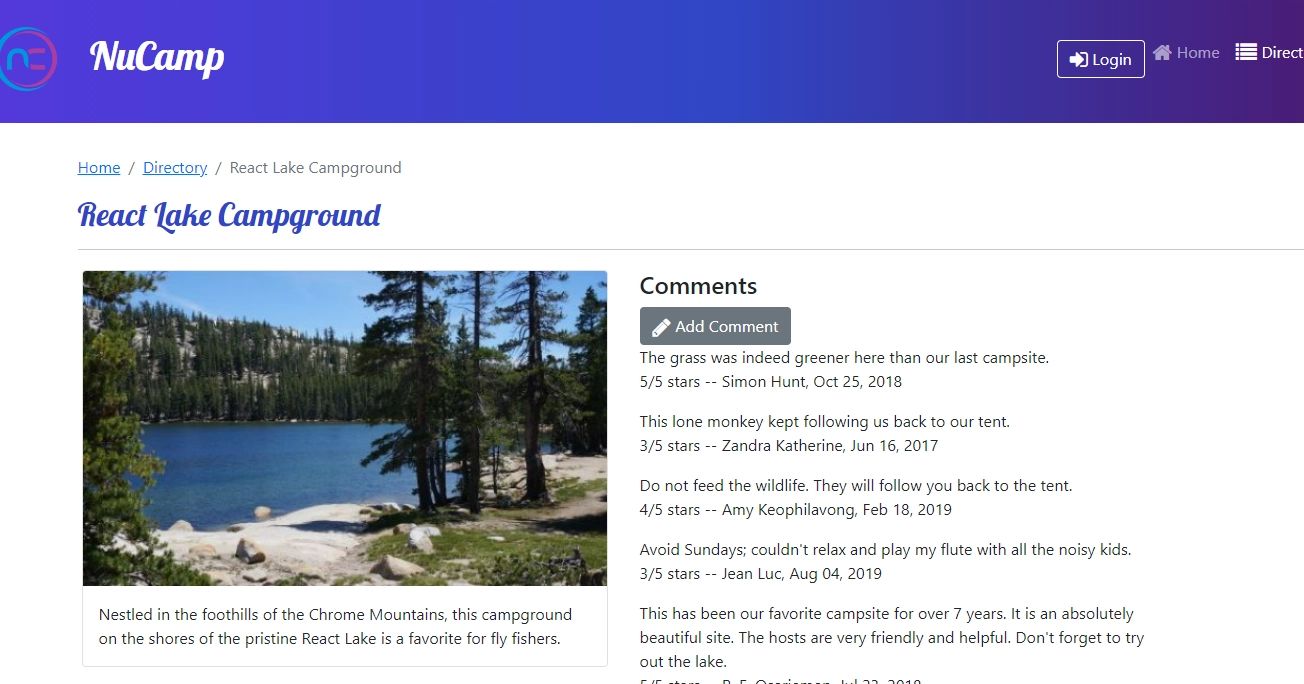 NuCamp
Login
Home
Direct
Home / Directory / React Lake Campground
React Lake Campground
Comments
Add Comment
The grass was indeed greener here than our last campsite.
5/5 stars -- Simon Hunt, Oct 25, 2018
This lone monkey kept following us back to our tent.
3/5 stars -- Zandra Katherine, Jun 16, 2017
Do not feed the wildlife. They will follow you back to the tent.
4/5 stars -- Amy Keophilavong, Feb 18, 2019
Avoid Sundays; couldn't relax and play my flute with all the noisy kids.
3/5 stars -- Jean Luc, Aug 04, 2019
This has been our favorite campsite for over 7 years. It is an absolutely
beautiful site. The hosts are very friendly and helpful. Don't forget to try
out the lake.
Nestled in the foothills of the Chrome Mountains, this campground
on the shores of the pristine React Lake is a favorite for fly fishers.